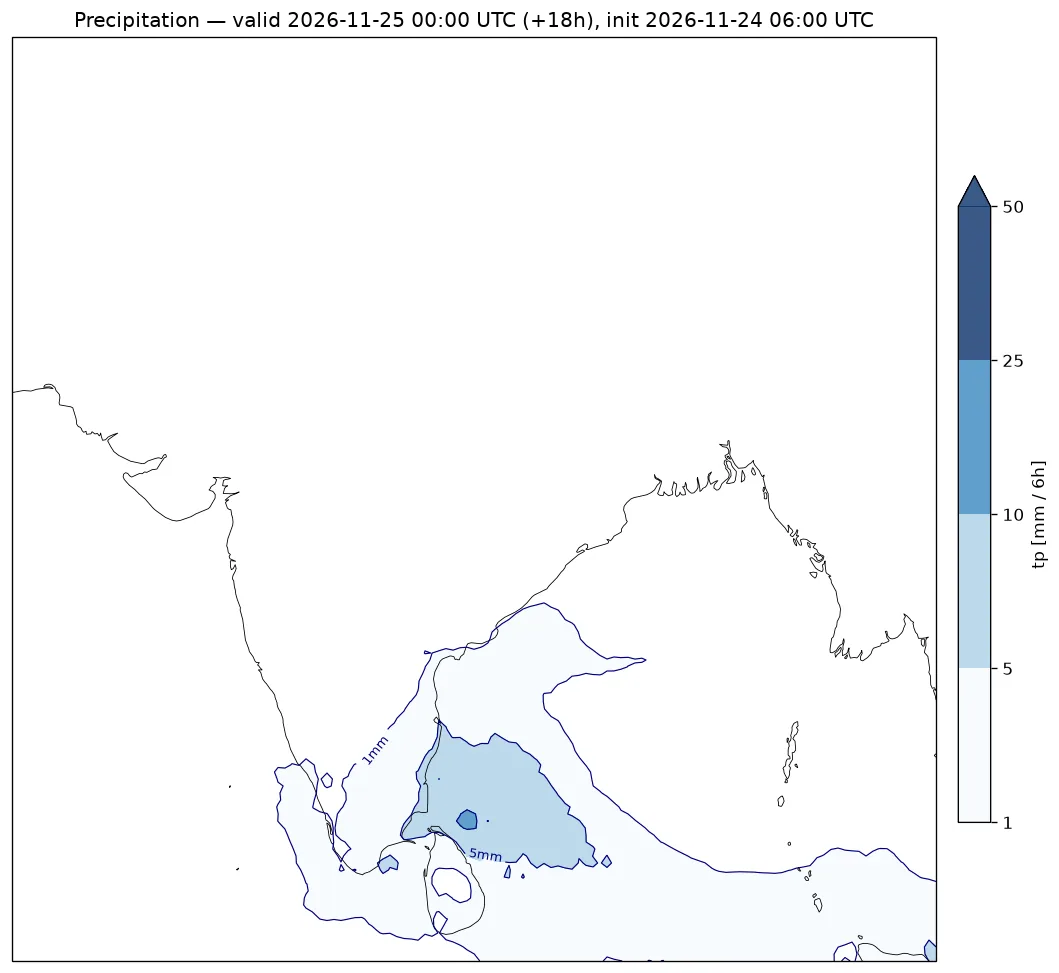 Precipitation — valid 2026-11-25 00:00 UTC (+18h), init 2026-11-24 06:00 UTC
50
25
10
5
1
tp [mm / 6h]
1mm
5mm